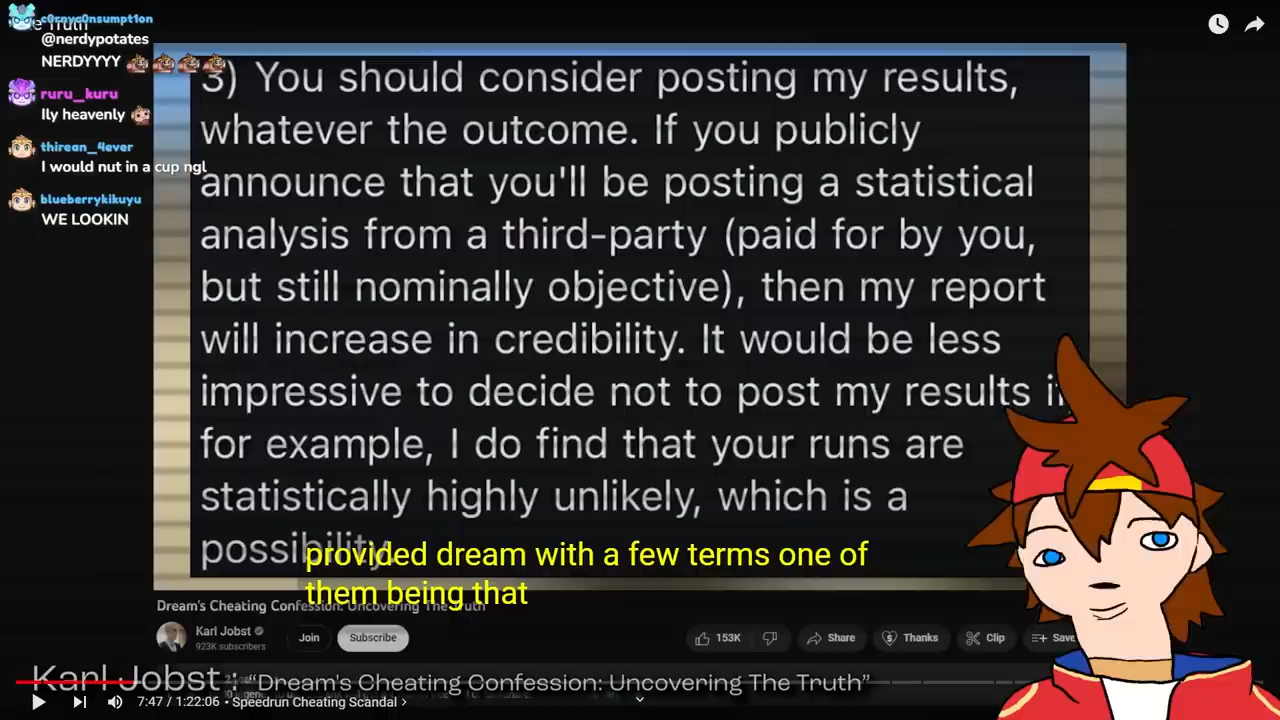 c0rnyc0nsumpt1on
@nerdypotates
NERDYYYY
ruru_kuru
Ily heavenly
thirean_4ever
I would nut in a cup ngl
blueberrykikuyu
WE LOOKIN
Truth
3) You should consider posting my results,
whatever the outcome. If you publicly
announce that you'll be posting a statistical
analysis from a third-party (paid for by you,
but still nominally objective), then my report
will increase in credibility. It would be less
impressive to decide not to post my results if
for example, I do find that your runs are
statistically highly unlikely, which is a
possibility.
provided dream with a few terms one of
them being that
Dream's Cheating Confession: Uncovering The Truth
Karl Jobst
923K subscribers
Join
Subscribe
153K
Share
Thanks
Clip
Save
Karl Jobst : "Dream's Cheating Confession: Uncovering The Truth"
7:47 / 1:22:06 • Speedrun Cheating Scandal >